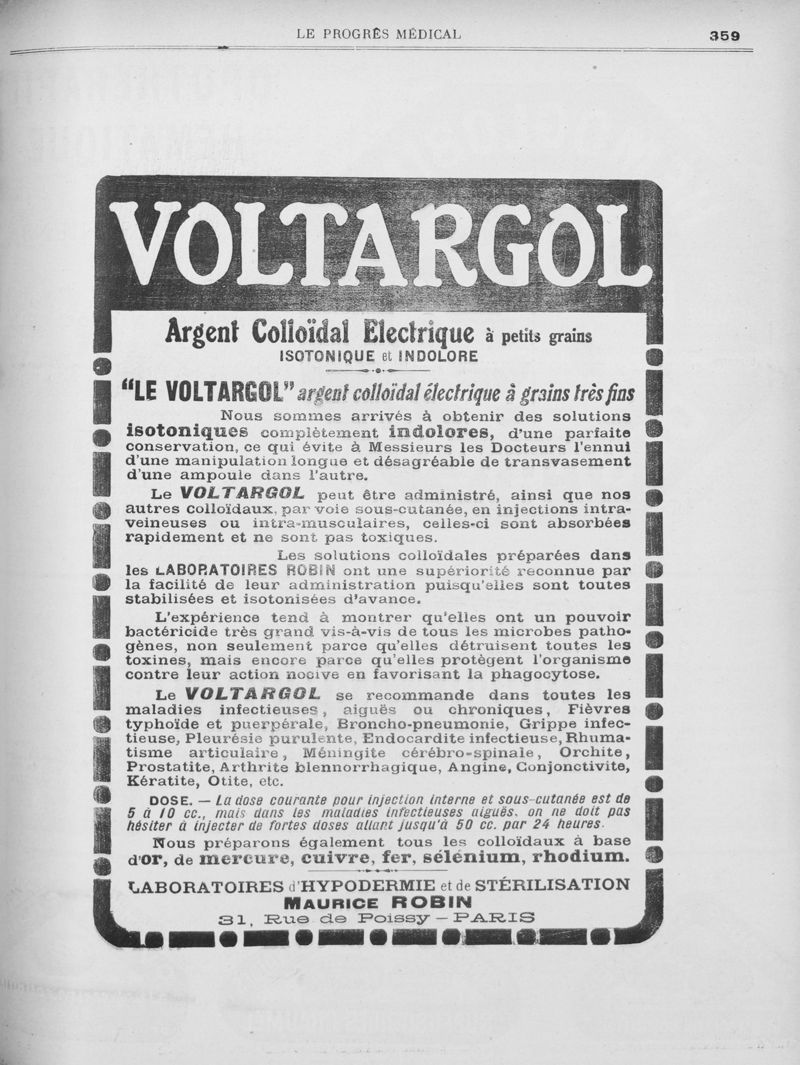 LE PROGRÈS MÉDICAL
359
VOLTARGOL
Argent Colloïdal Electrique à petits grains
ISOTONIQUE et INDOLORE
"LE VOLTARGOL" argent colloïdal électrique à grains très fins
Nous sommes arrivés à obtenir des solutions
isotoniques complètement indolores, d'une parfaite
conservation, ce qui évite à Messieurs les Docteurs l'ennui
d'une manipulation longue et désagréable de transvasement
d'une ampoule dans l'autre.
Le VOLTARGOL peut être administré, ainsi que nos
autres colloïdaux, par voie sous-cutanée, en injections intra-
veineuses ou intra-musculaires, celles-ci sont absorbées
rapidement et ne sont pas toxiques.
Les solutions colloïdales préparées dans
les LABORATOIRES ROBIN ont une supériorité reconnue par
la facilité de leur administration puisqu'elles sont toutes
stabilisées et isotonisées d'avance.
L'expérience tend à montrer qu'elles ont un pouvoir
bactéricide très grand vis-à-vis de tous les microbes patho-
gènes, non seulement parce qu'elles détruisent toutes les
toxines, mais encore parce qu'elles protègent l'organisme
contre leur action nocive en favorisant la phagocytose.
Le VOLTARGOL se recommande dans toutes les
maladies infectieuses, aiguës ou chroniques, Fièvres
typhoïde et puerpérale, Broncho-pneumonie, Grippe infec-
tieuse, Pleurésie purulente, Endocardite infectieuse, Rhuma-
tisme articulaire, Méningite cérébro-spinale, Orchite,
Prostatite, Arthrite blennorrhagique, Angine, Conjonctivite,
Kératite, Otite, etc.
DOSE. — La dose courante pour injection interne et sous-cutanée est de
5 à 10 cc., mais dans les maladies infectieuses aiguës, on ne doit pas
hésiter à injecter de fortes doses allant jusqu'à 50 cc. par 24 heures.
Nous préparons également tous les colloïdaux à base
d'or, de mercure, cuivre, fer, sélénium, rhodium.
LABORATOIRES d'HYPODERMIE et de STÉRILISATION
MAURICE ROBIN
31, Rue de Poissy — PARIS